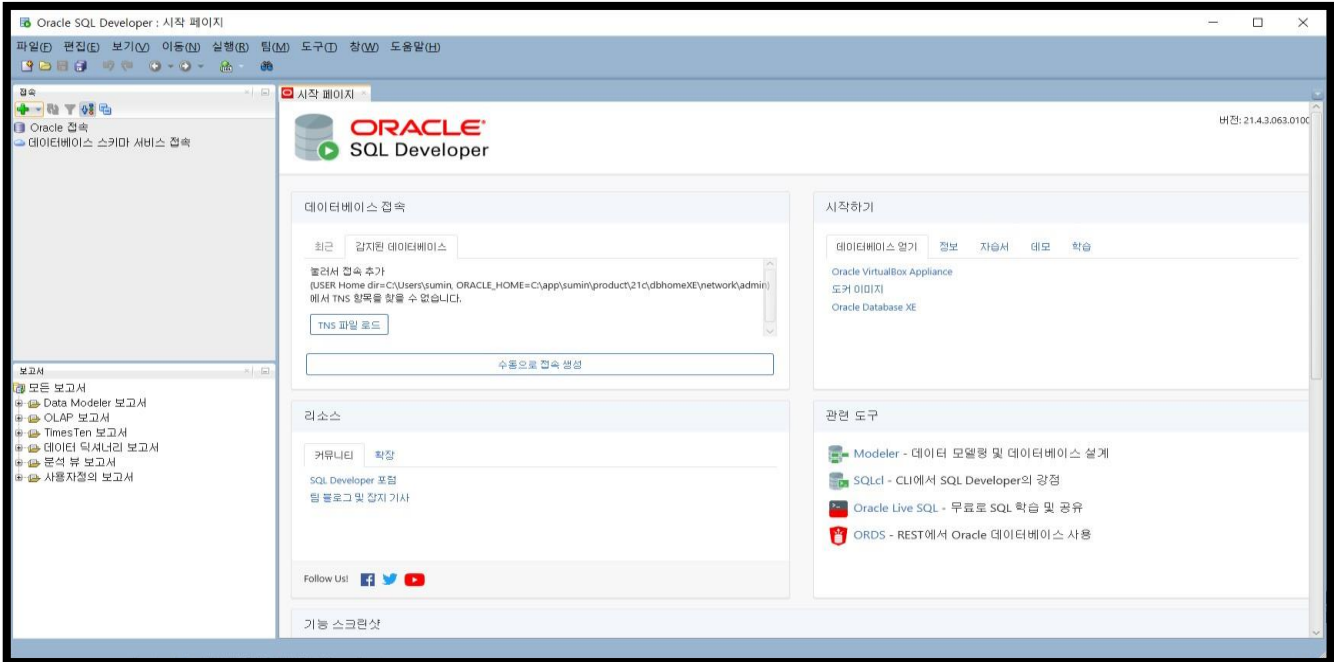 Oracle SQL Developer : 시작 페이지
파일(F) 편집(E) 보기(V) 이동(N) 실행(R) 팀(M) 도구(T) 창(W) 도움말(H)
접속
Oracle 접속
데이터베이스 스키마 서비스 접속
보고서
모든 보고서
Data Modeler 보고서
OLAP 보고서
TimesTen 보고서
데이터 딕셔너리 보고서
분석 뷰 보고서
사용자정의 보고서
시작 페이지
ORACLE
SQL Developer
버전: 21.4.3.063.0100
데이터베이스 접속
최근 감지된 데이터베이스
눌러서 접속 추가
(USER Home dir=C:\Users\sumin, ORACLE_HOME=C:\app\sumin\product\21c\dbhomeXE\network\admin)
에서 TNS 항목을 찾을 수 없습니다.
TNS 파일 로드
수동으로 접속 생성
시작하기
데이터베이스 얻기 정보 자습서 데모 학습
Oracle VirtualBox Appliance
도커 이미지
Oracle Database XE
리소스
커뮤니티 확장
SQL Developer 포럼
팀 블로그 및 잡지 기사
Follow Us!
관련 도구
Modeler - 데이터 모델링 및 데이터베이스 설계
SQLcl - CLI에서 SQL Developer의 강점
Oracle Live SQL - 무료로 SQL 학습 및 공유
ORDS - REST에서 Oracle 데이터베이스 사용
기능 스크린샷